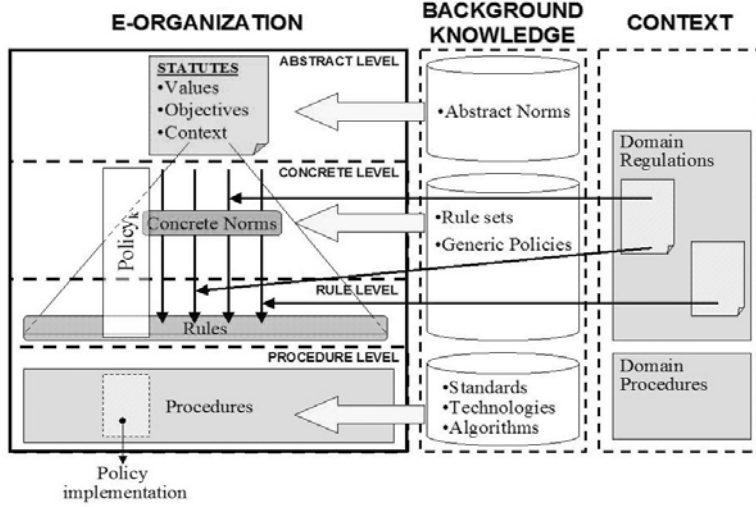 E-ORGANIZATION
BACKGROUND
KNOWLEDGE
CONTEXT
ABSTRACT LEVEL
STATUTES
•Values
•Objectives
•Context
•Abstract Norms
CONCRETE LEVEL
Policyk
Concrete Norms
•Rule sets
•Generic Policies
Domain
Regulations
RULE LEVEL
Rules
PROCEDURE LEVEL
Procedures
•Standards
•Technologies
•Algorithms
Domain
Procedures
Policy
implementation